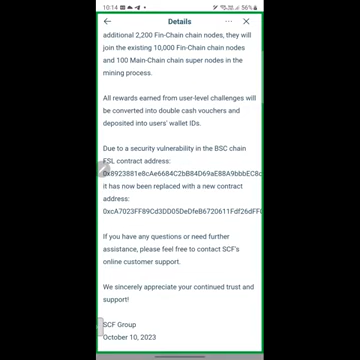 10:14
56%
Details
additional 2,200 Fin-Chain chain nodes, they will
join the existing 10,000 Fin-Chain chain nodes
and 100 Main-Chain chain super nodes in the
mining process.
All rewards earned from user-level challenges will
be converted into double cash vouchers and
deposited into users' wallet IDs.
Due to a security vulnerability in the BSC chain
FSL contract address:
0x8923881e8cAe6684C2bB84D69aE88A9bbbEC8c
it has now been replaced with a new contract
address:
0xcA7023FF89Cd3DD05DeDfeB6720611Fdf26dFF
If you have any questions or need further
assistance, please feel free to contact SCF's
online customer support.
We sincerely appreciate your continued trust and
support!
SCF Group
October 10, 2023